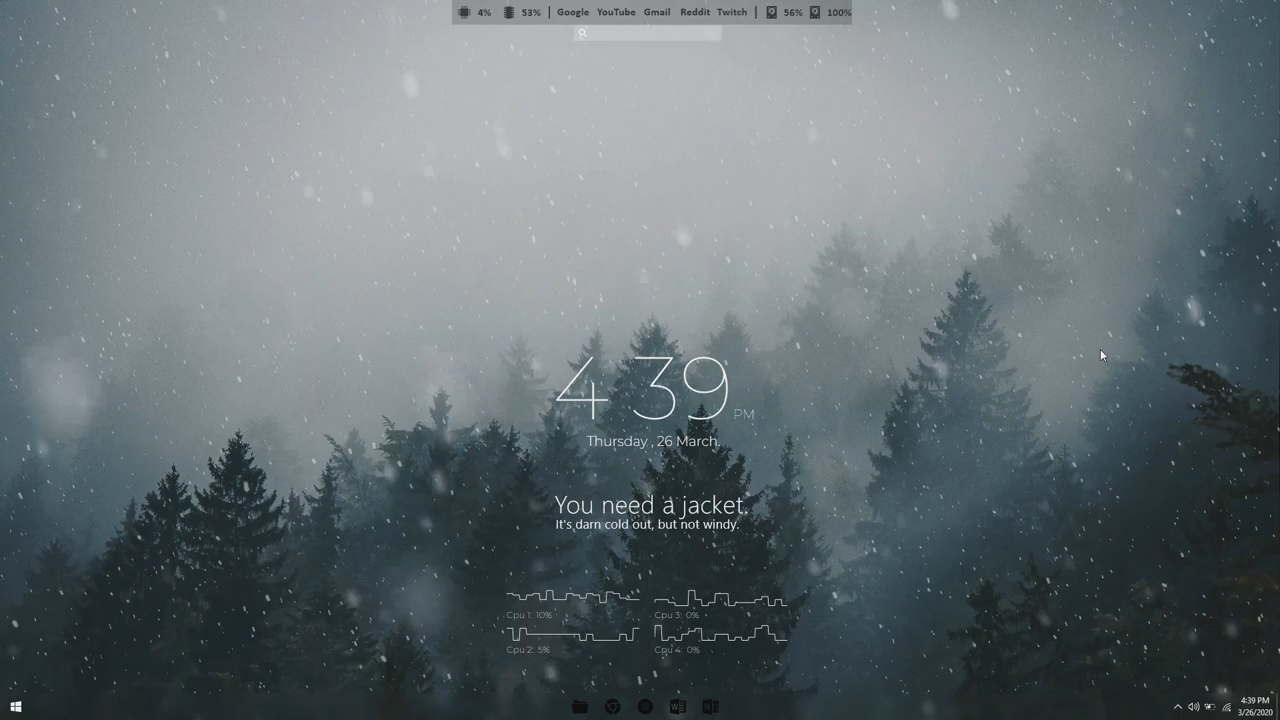 4% 53% | Google YouTube Gmail Reddit Twitch | 56% 100%
4 39 PM
Thursday , 26 March.
You need a jacket.
It's darn cold out, but not windy.
Cpu 1: 10% Cpu 3: 0%
Cpu 2: 5% Cpu 4: 0%
4:39 PM
3/26/2020